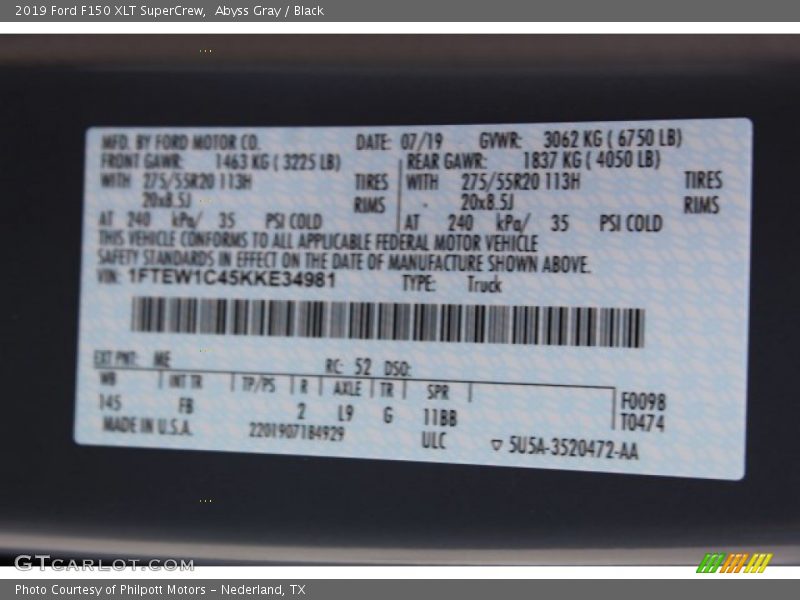 2019 Ford F150 XLT SuperCrew,  Abyss Gray / Black
MFD. BY FORD MOTOR CO. DATE: 07/19 GVWR: 3062 KG ( 6750 LB)
FRONT GAWR: 1463 KG ( 3225 LB) REAR GAWR: 1837 KG ( 4050 LB)
WITH 275/55R20 113H TIRES WITH 275/55R20 113H TIRES
20x8.5J RIMS 20x8.5J RIMS
AT 240 kPa/ 35 PSI COLD AT 240 kPa/ 35 PSI COLD
THIS VEHICLE CONFORMS TO ALL APPLICABLE FEDERAL MOTOR VEHICLE
SAFETY STANDARDS IN EFFECT ON THE DATE OF MANUFACTURE SHOWN ABOVE.
VIN: 1FTEW1C45KKE34981 TYPE: Truck
EXT PNT: ME RC: 52 DSO:
WB INT TR TP/PS R AXLE TR SPR F0098
145 FB 2 L9 G 11BB T0474
MADE IN U.S.A. 2201907184929 ULC 5U5A-3520472-AA
GTCARLOT.COM
Photo Courtesy of Philpott Motors – Nederland, TX